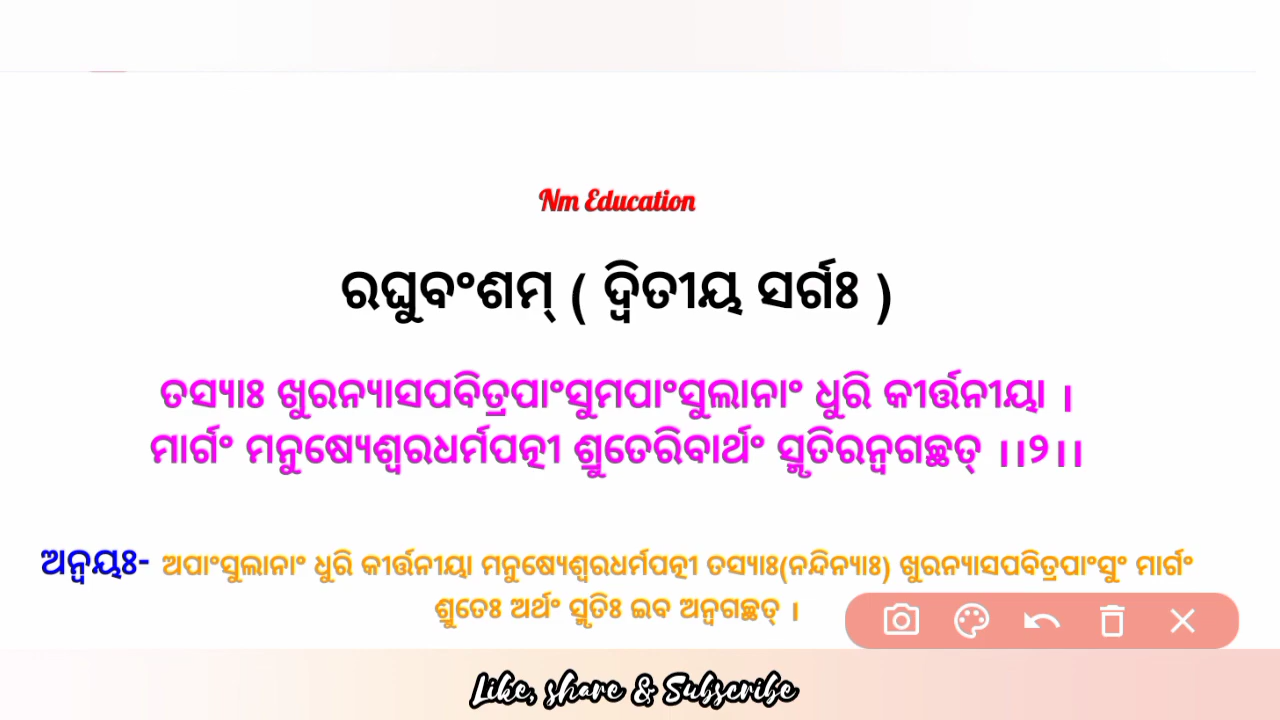 Nm Education
ରଘୁବଂଶମ୍ ( ଦ୍ୱିତୀୟ ସର୍ଗଃ )
ତସ୍ୟାଃ ଖୁରନ୍ୟାସପବିତ୍ରପାଂସୁମପାଂସୁଲାନାଂ ଧୁରି କୀର୍ତ୍ତନୀୟା ।
ମାର୍ଗଂ ମନୁଷ୍ୟେଶ୍ୱରଧର୍ମପତ୍ନୀ ଶ୍ରୁତେରିବାର୍ଥଂ ସ୍ମୃତିରନ୍ୱଗଚ୍ଛତ୍ ।।୨।।
ଅନ୍ୱୟଃ- ଅପାଂସୁଲାନାଂ ଧୁରି କୀର୍ତ୍ତନୀୟା ମନୁଷ୍ୟେଶ୍ୱରଧର୍ମପତ୍ନୀ ତସ୍ୟାଃ(ନନ୍ଦିନ୍ୟାଃ) ଖୁରନ୍ୟାସପବିତ୍ରପାଂସୁଂ ମାର୍ଗଂ
ଶ୍ରୁତେଃ ଅର୍ଥଂ ସ୍ମୃତିଃ ଇବ ଅନ୍ୱଗଚ୍ଛତ୍ ।
Like, share & Subscribe